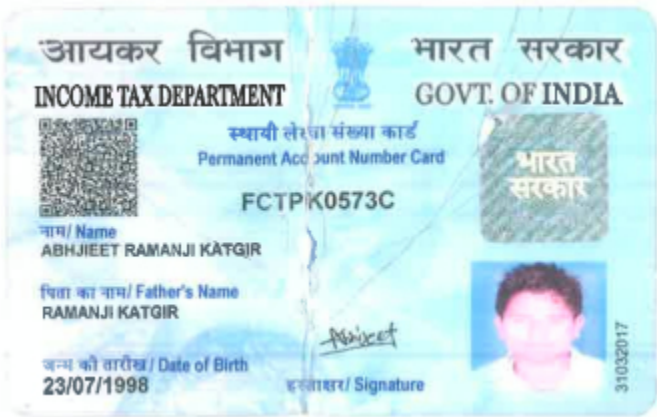 आयकर विभाग
भारत सरकार
INCOME TAX DEPARTMENT
GOVT. OF INDIA
स्थायी लेखा संख्या कार्ड
Permanent Account Number Card
FCTPK0573C
भारत
सरकार
नाम/ Name
ABHJIEET RAMANJI KATGIR
पिता का नाम/ Father's Name
RAMANJI KATGIR
जन्म की तारीख/ Date of Birth
23/07/1998
हस्ताक्षर/ Signature
31032017